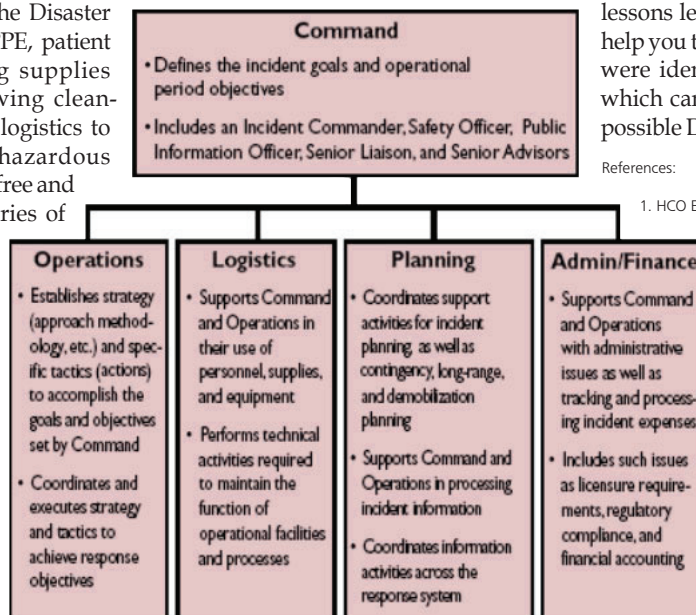 he Disaster
PPE, patient
g supplies
wing clean-
logistics to
hazardous
free and
ries of
Command
• Defines the incident goals and operational
period objectives
• Includes an Incident Commander, Safety Officer, Public
Information Officer, Senior Liaison, and Senior Advisors
lessons le
help you t
were iden
which can
possible D
References:
1. HCO E
Operations
• Establishes strategy
(approach method-
ology, etc.) and spec-
ific tactics (actions)
to accomplish the
goals and objectives
set by Command
• Coordinates and
executes strategy
and tactics to
achieve response
objectives
Logistics
• Supports Command
and Operations in
their use of
personnel, supplies,
and equipment
• Performs technical
activities required
to maintain the
function of
operational facilities
and processes
Planning
• Coordinates support
activities for incident
planning, as well as
contingency, long-range,
and demobilization
planning
• Supports Command and
Operations in processing
incident information
• Coordinates information
activities across the
response system
Admin/Finance
• Supports Command
and Operations
with administrative
issues as well as
tracking and process-
ing incident expenses
• Includes such issues
as licensure require-
ments, regulatory
compliance, and
financial accounting